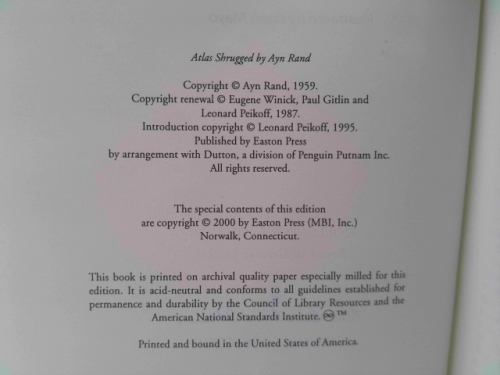 Atlas Shrugged by Ayn Rand
Copyright © Ayn Rand, 1959.
Copyright renewal © Eugene Winick, Paul Gitlin and
Leonard Peikoff, 1987.
Introduction copyright © Leonard Peikoff, 1995.
Published by Easton Press
by arrangement with Dutton, a division of Penguin Putnam Inc.
All rights reserved.
The special contents of this edition
are copyright © 2000 by Easton Press (MBI, Inc.)
Norwalk, Connecticut.
This book is printed on archival quality paper especially milled for this
edition. It is acid-neutral and conforms to all guidelines established for
permanence and durability by the Council of Library Resources and the
American National Standards Institute. ♾ ™
Printed and bound in the United States of America.